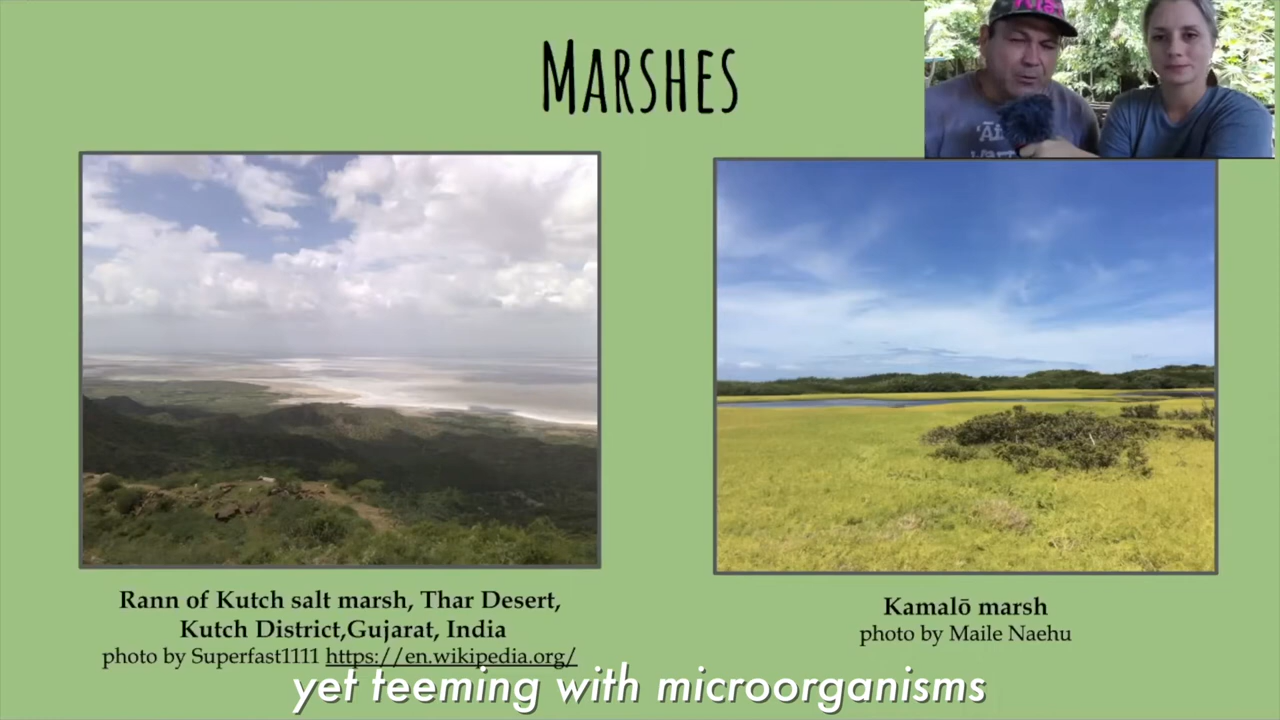 MARSHES
'Āi
Rann of Kutch salt marsh, Thar Desert,
Kutch District,Gujarat, India
photo by Superfast1111 https://en.wikipedia.org/
Kamalō marsh
photo by Maile Naehu
yet teeming with microorganisms